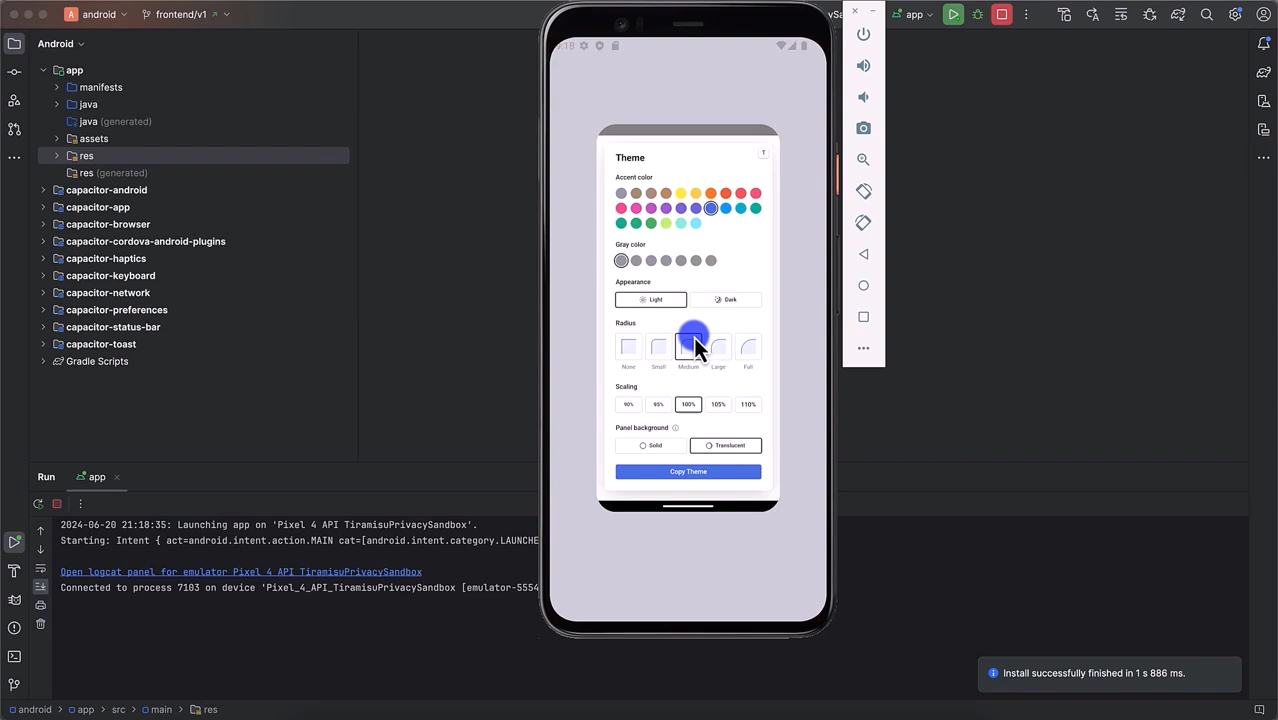 android
frontend/v1
app
Android
app
manifests
java
java (generated)
assets
res
res (generated)
capacitor-android
capacitor-app
capacitor-browser
capacitor-cordova-android-plugins
capacitor-haptics
capacitor-keyboard
capacitor-network
capacitor-preferences
capacitor-status-bar
capacitor-toast
Gradle Scripts
Theme
T
Accent color
Gray color
Appearance
Light
Dark
Radius
None
Small
Medium
Large
Full
Scaling
90%
95%
100%
105%
110%
Panel background
Solid
Translucent
Copy Theme
Run
app
2024-06-20 21:18:35: Launching app on 'Pixel 4 API TiramisuPrivacySandbox'.
Starting: Intent { act=android.intent.action.MAIN cat=[android.intent.category.LAUNCHE
Open logcat panel for emulator Pixel 4 API TiramisuPrivacySandbox
Connected to process 7103 on device 'Pixel_4_API_TiramisuPrivacySandbox [emulator-5554
Install successfully finished in 1 s 886 ms.
android
app
src
main
res